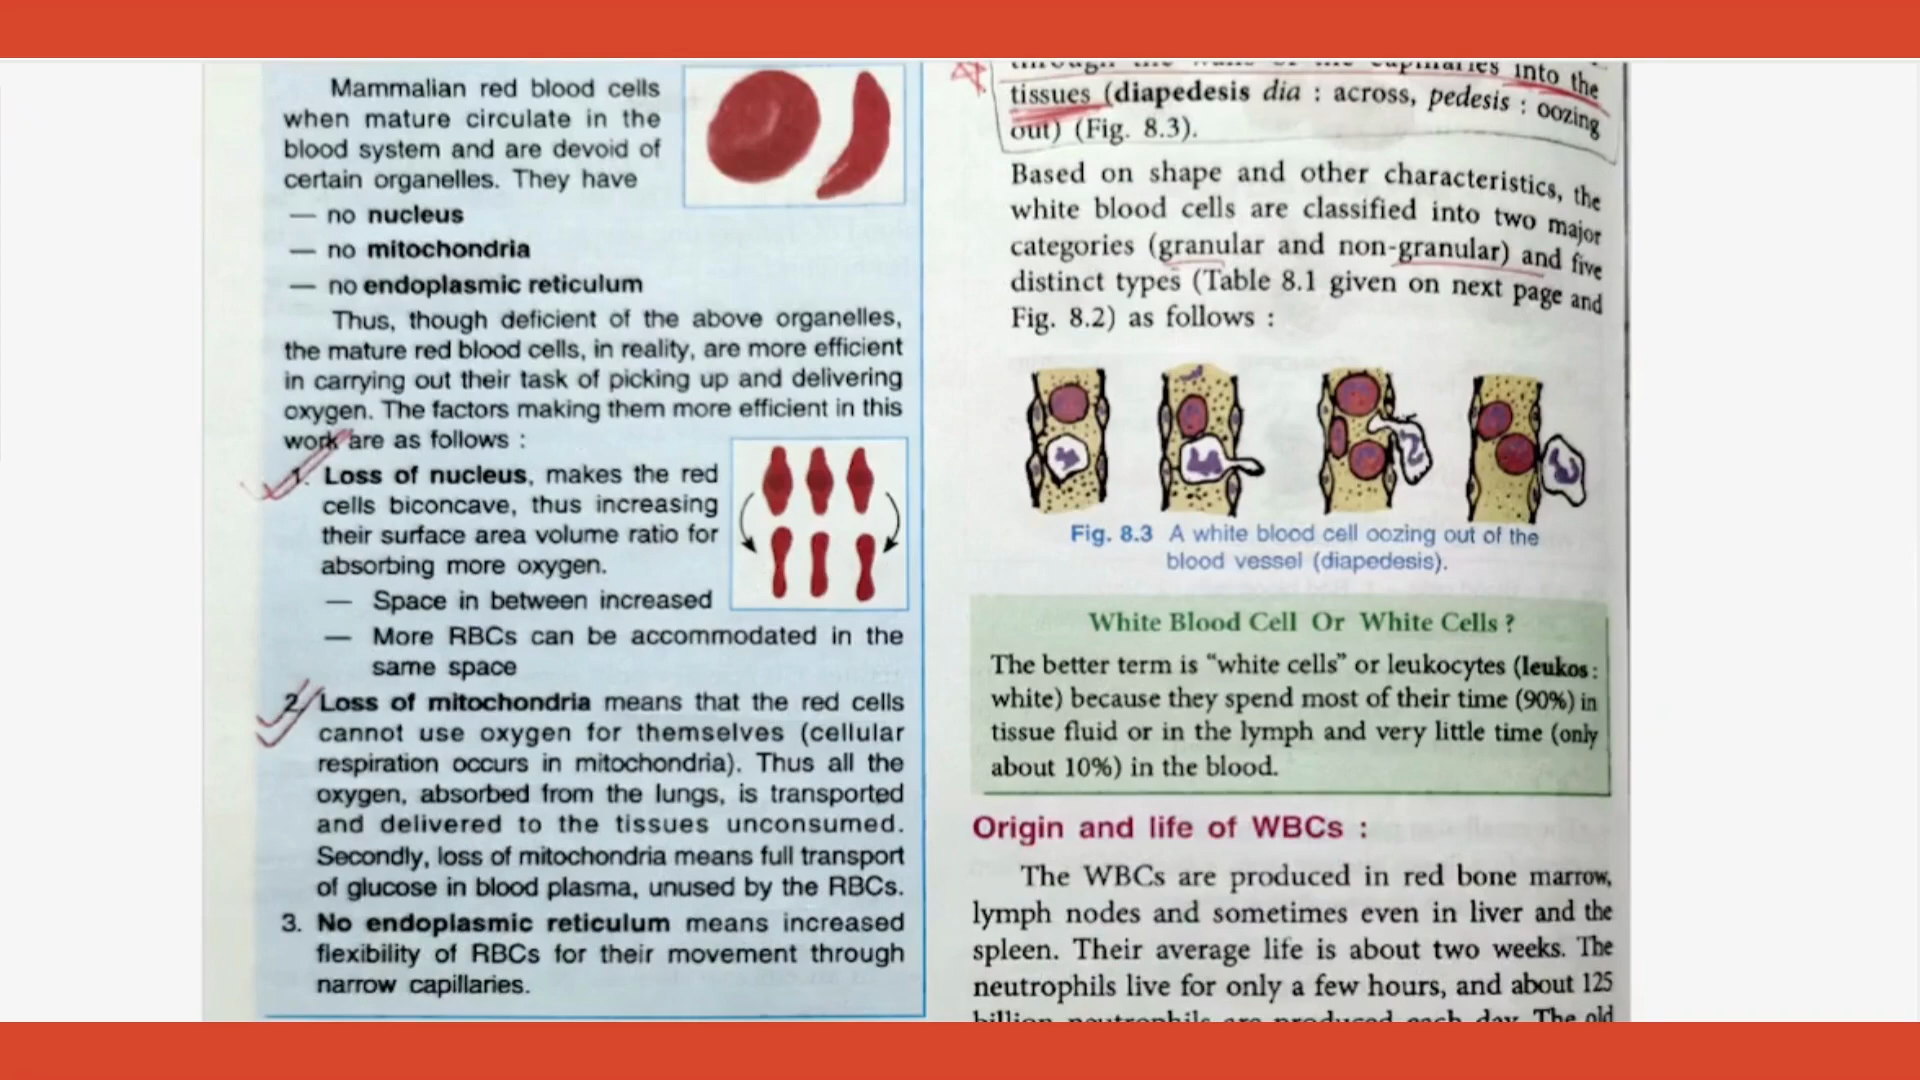 Mammalian red blood cells
when mature circulate in the
blood system and are devoid of
certain organelles. They have
— no nucleus
— no mitochondria
— no endoplasmic reticulum
Thus, though deficient of the above organelles,
the mature red blood cells, in reality, are more efficient
in carrying out their task of picking up and delivering
oxygen. The factors making them more efficient in this
work are as follows :
1. Loss of nucleus, makes the red
cells biconcave, thus increasing
their surface area volume ratio for
absorbing more oxygen.
— Space in between increased
— More RBCs can be accommodated in the
same space
2. Loss of mitochondria means that the red cells
cannot use oxygen for themselves (cellular
respiration occurs in mitochondria). Thus all the
oxygen, absorbed from the lungs, is transported
and delivered to the tissues unconsumed.
Secondly, loss of mitochondria means full transport
of glucose in blood plasma, unused by the RBCs.
3. No endoplasmic reticulum means increased
flexibility of RBCs for their movement through
narrow capillaries.
through the walls of the capillaries into the
tissues (diapedesis dia : across, pedesis : oozing
out) (Fig. 8.3).
Based on shape and other characteristics, the
white blood cells are classified into two major
categories (granular and non-granular) and five
distinct types (Table 8.1 given on next page and
Fig. 8.2) as follows :
Fig. 8.3 A white blood cell oozing out of the
blood vessel (diapedesis).
White Blood Cell Or White Cells ?
The better term is “white cells” or leukocytes (leukos :
white) because they spend most of their time (90%) in
tissue fluid or in the lymph and very little time (only
about 10%) in the blood.
Origin and life of WBCs :
The WBCs are produced in red bone marrow,
lymph nodes and sometimes even in liver and the
spleen. Their average life is about two weeks. The
neutrophils live for only a few hours, and about 125
billion neutrophils are produced each day. The old